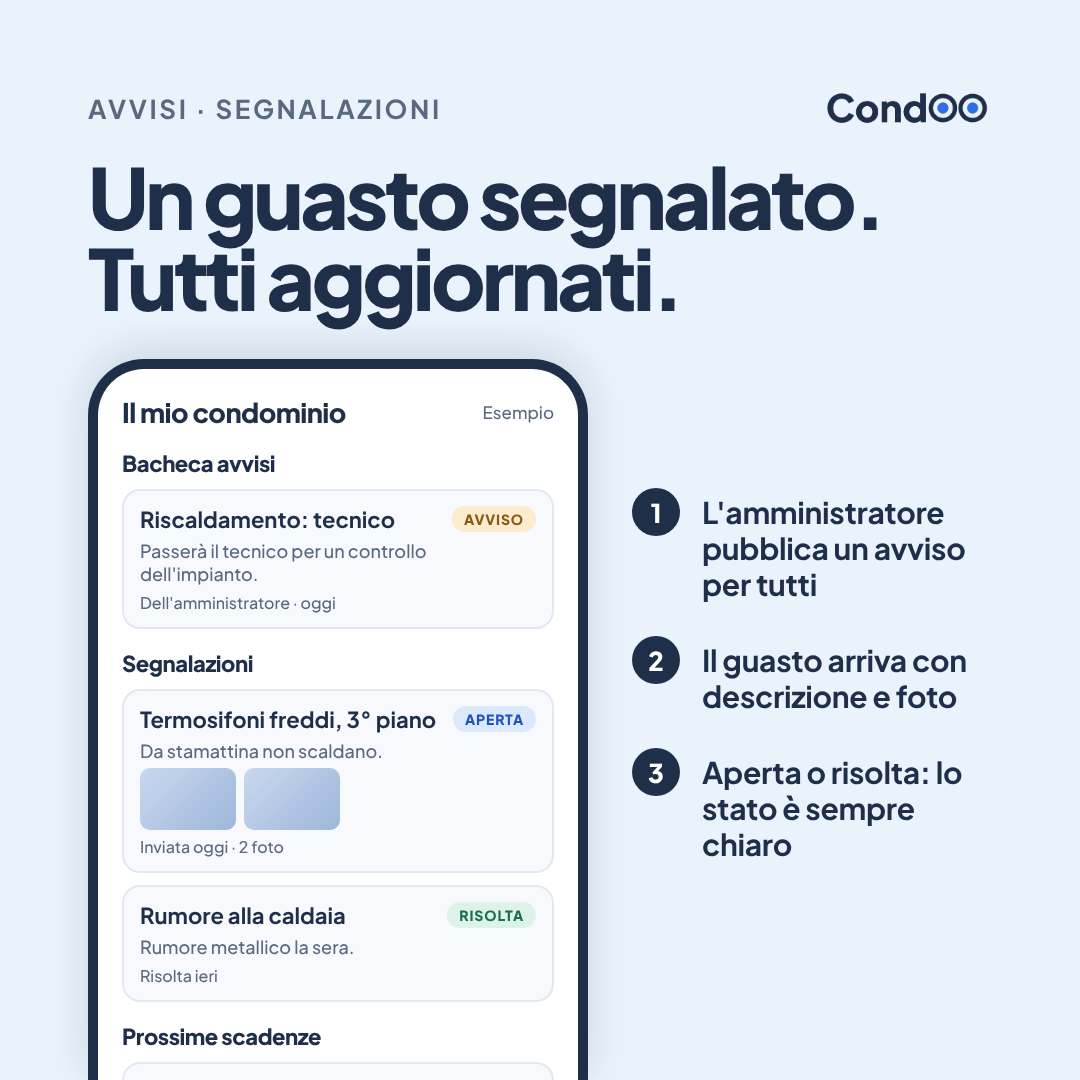 AVVISI · SEGNALAZIONI
CondOO
Un guasto segnalato.
Tutti aggiornati.
Il mio condominio
Esempio
Bacheca avvisi
Riscaldamento: tecnico
AVVISO
Passerà il tecnico per un controllo
dell'impianto.
Dell'amministratore · oggi
Segnalazioni
Termosifoni freddi, 3° piano
APERTA
Da stamattina non scaldano.
Inviata oggi · 2 foto
Rumore alla caldaia
RISOLTA
Rumore metallico la sera.
Risolta ieri
Prossime scadenze
1
L'amministratore
pubblica un avviso
per tutti
2
Il guasto arriva con
descrizione e foto
3
Aperta o risolta: lo
stato è sempre
chiaro